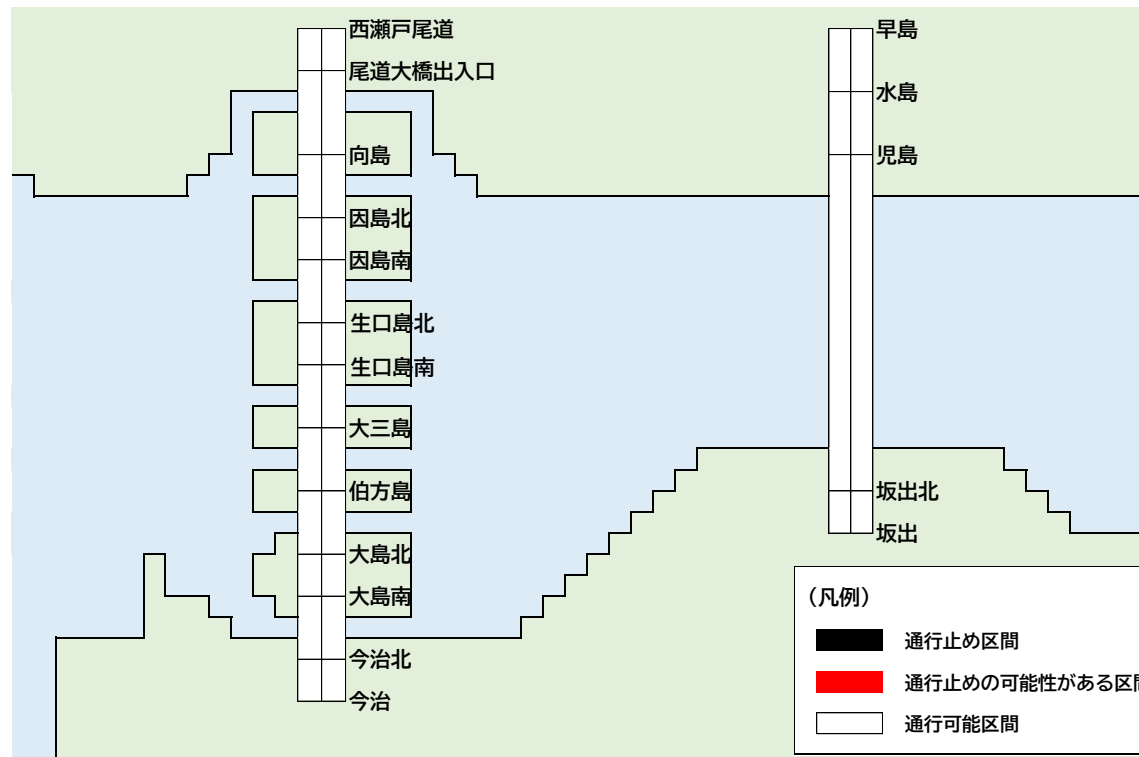 西瀬戸尾道
尾道大橋出入口
向島
因島北
因島南
生口島北
生口島南
大三島
伯方島
大島北
大島南
今治北
今治
早島
水島
児島
坂出北
坂出
（凡例）
通行止め区間
通行止めの可能性がある区間
通行可能区間